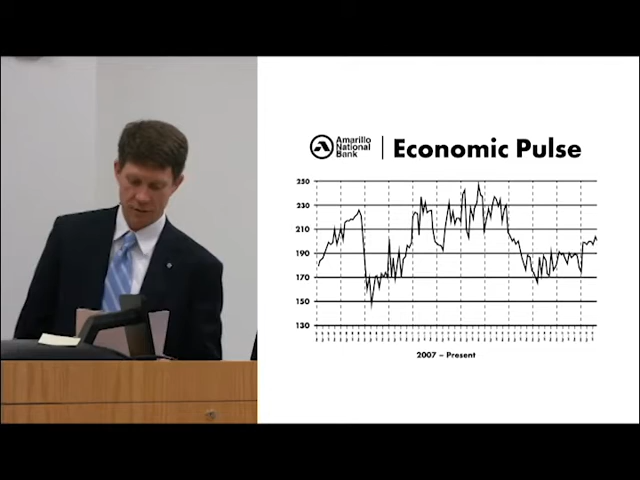 Amarillo
National
Bank
Economic Pulse
250
230
210
190
170
150
130
2007 – Present